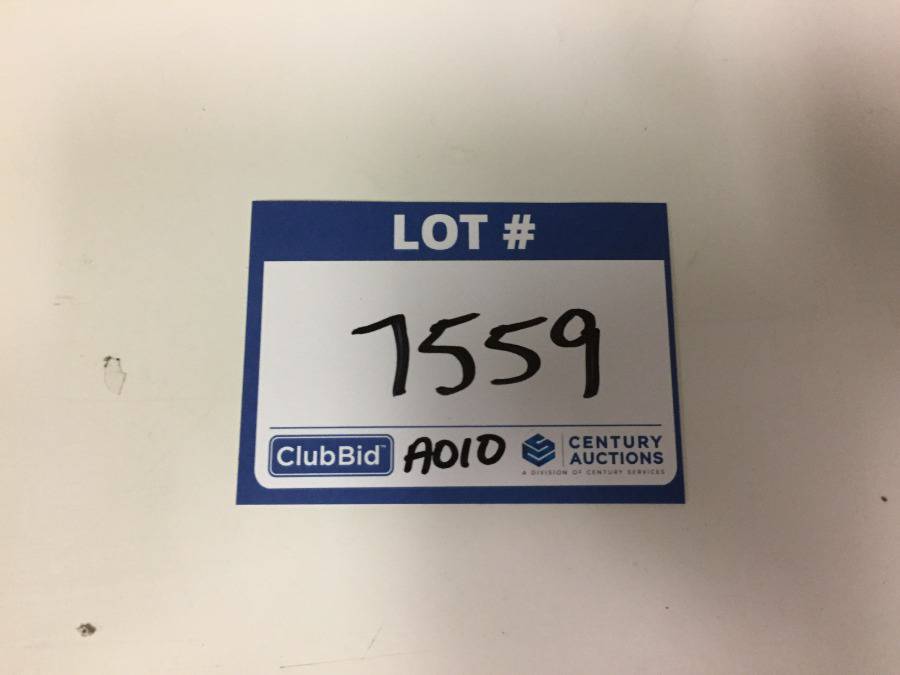 LOT #
7559
ClubBid™ A010 CENTURY AUCTIONS
A DIVISION OF CENTURY SERVICES